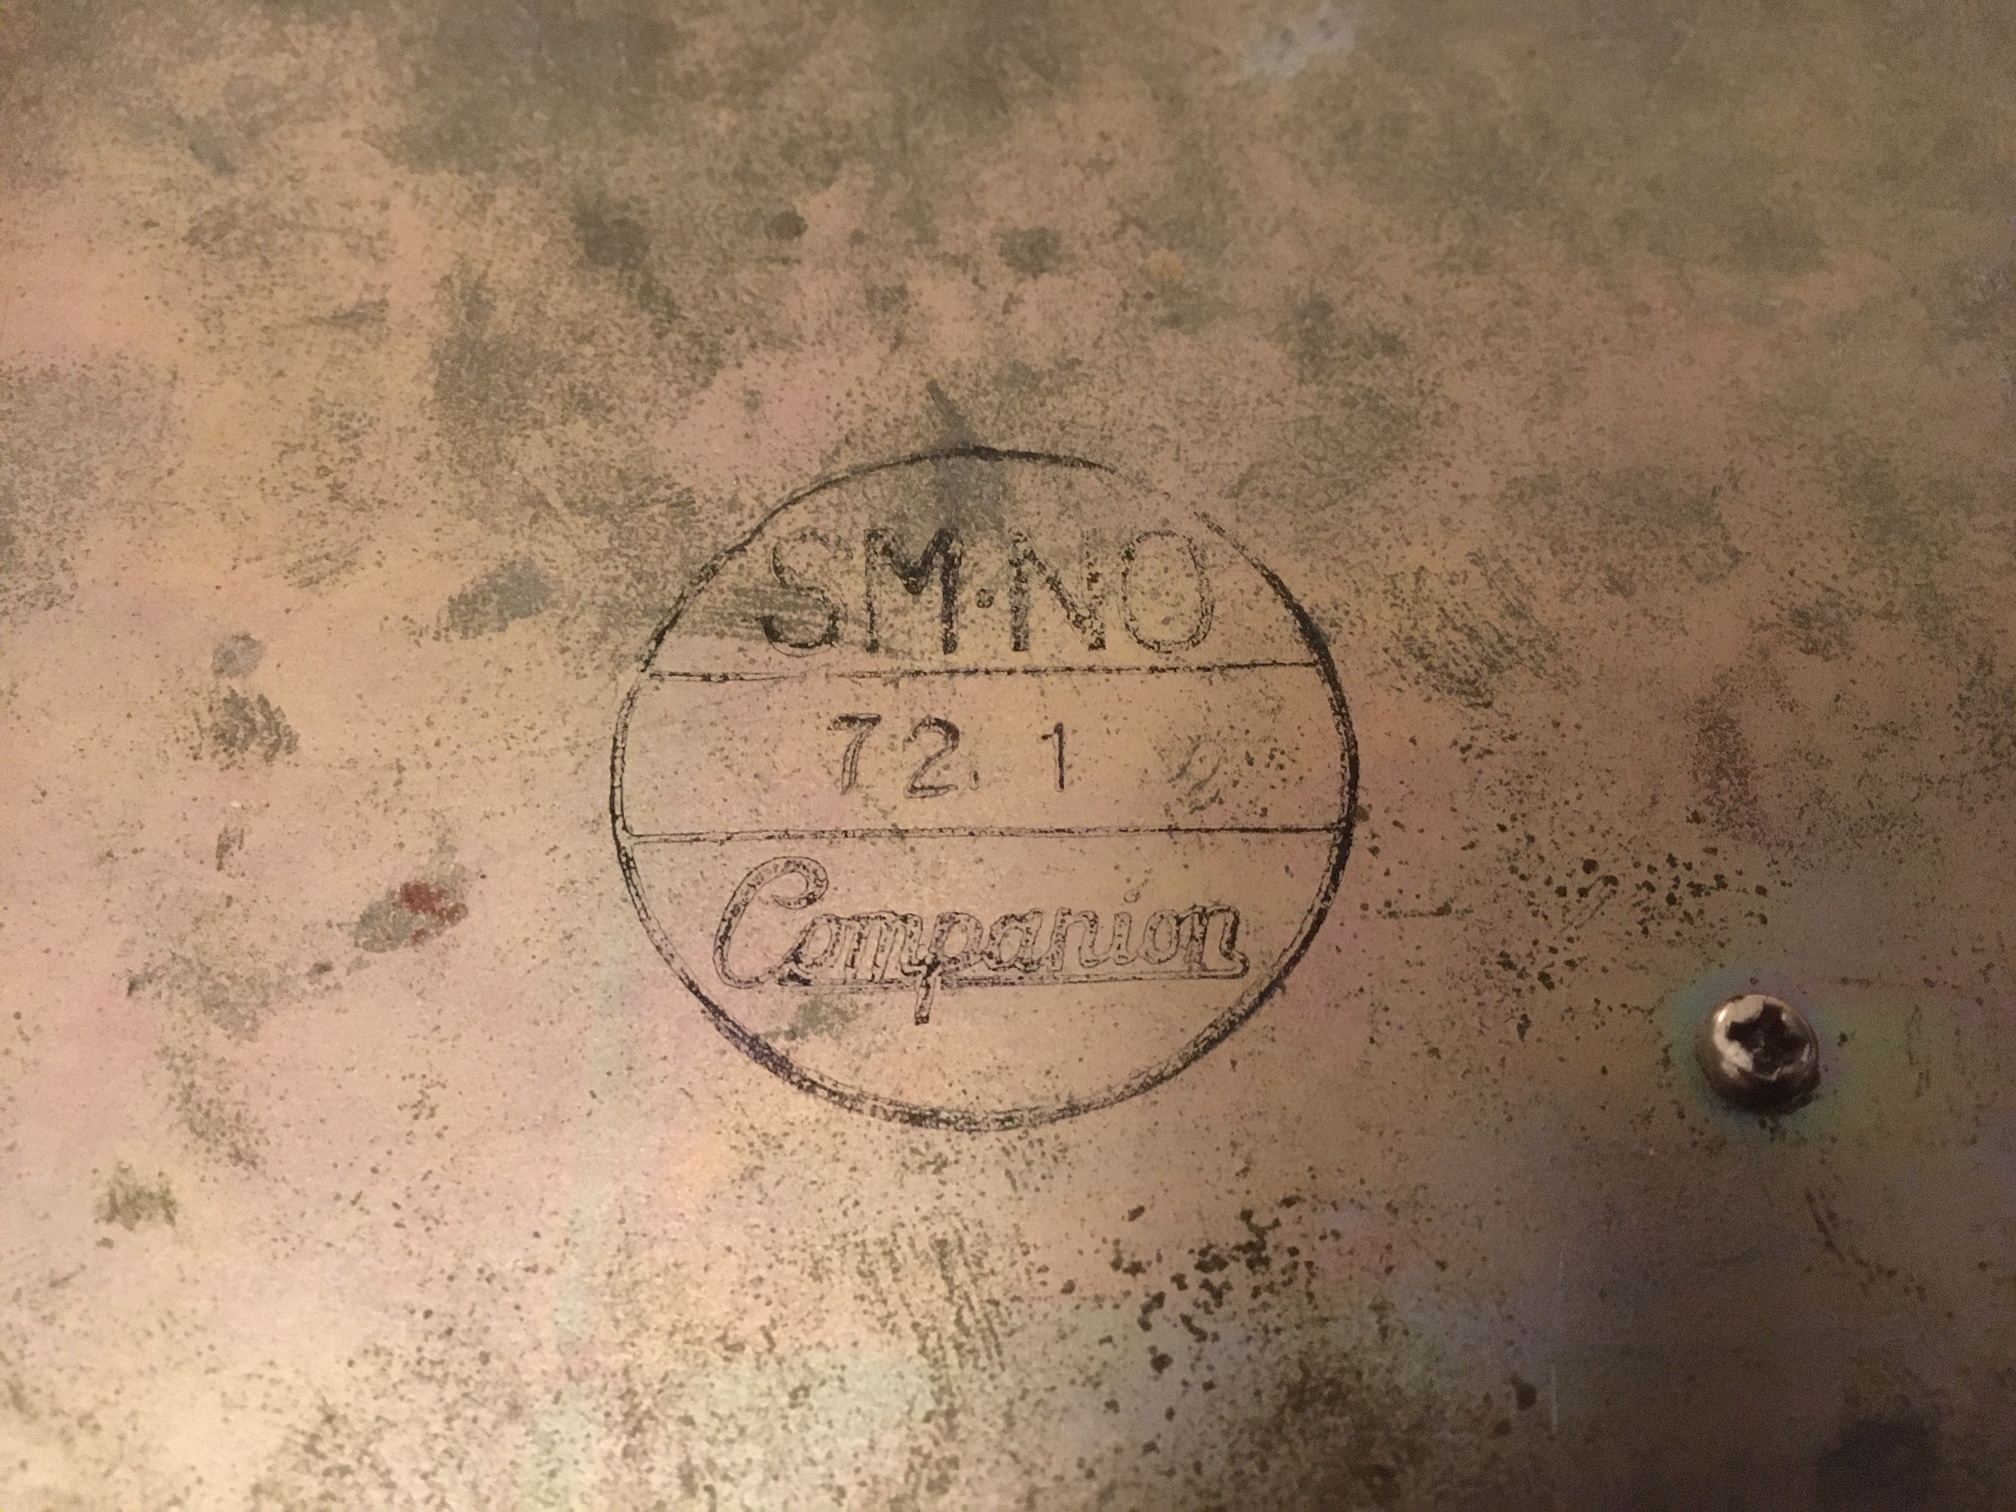 SM·NO
72. 1
Companion